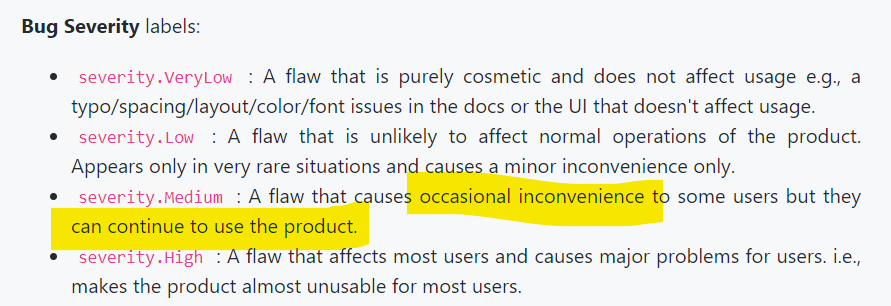 Bug Severity labels:
severity.VeryLow : A flaw that is purely cosmetic and does not affect usage e.g., a
typo/spacing/layout/color/font issues in the docs or the UI that doesn't affect usage.
severity.Low : A flaw that is unlikely to affect normal operations of the product.
Appears only in very rare situations and causes a minor inconvenience only.
severity.Medium : A flaw that causes occasional inconvenience to some users but they
can continue to use the product.
severity.High : A flaw that affects most users and causes major problems for users. i.e.,
makes the product almost unusable for most users.